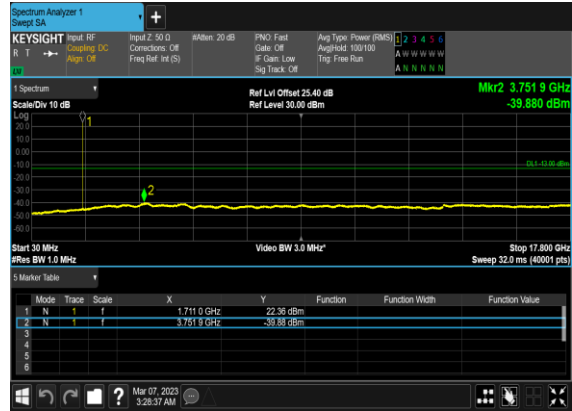 Spectrum Analyzer 1
Swept SA
+
KEYSIGHT Input: RF Input Z: 50 Ω #Atten: 20 dB PNO: Fast Avg Type: Power (RMS) 1 2 3 4 5 6
R T Coupling: DC Corrections: Off Gate: Off Avg|Hold: 100/100 A W W W W W
Align: Off Freq Ref: Int (S) IF Gain: Low Trig: Free Run
LXI Sig Track: Off A N N N N N
1 Spectrum Ref Lvl Offset 25.40 dB Mkr2 3.751 9 GHz
Scale/Div 10 dB Ref Level 30.00 dBm -39.880 dBm
Log
1
20.0
10.0
0.00
-10.0
DL1 -13.00 dBm
-20.0
-30.0
2
-40.0
-50.0
-60.0
Start 30 MHz Video BW 3.0 MHz* Stop 17.800 GHz
#Res BW 1.0 MHz Sweep 32.0 ms (40001 pts)
5 Marker Table
Mode Trace Scale X Y Function Function Width Function Value
1 N 1 f 1.711 0 GHz 22.36 dBm
2 N 1 f 3.751 9 GHz -39.88 dBm
3
4
5
6
? Mar 07, 2023
3:28:37 AM